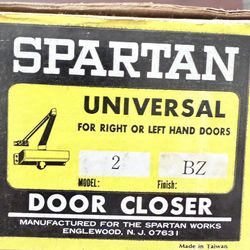 SPARTAN
UNIVERSAL
FOR RIGHT OR LEFT HAND DOORS
2 BZ
MODEL: Finish:
DOOR CLOSER
MANUFACTURED FOR THE SPARTAN WORKS
ENGLEWOOD, N. J. 07631
Made in Taiwan